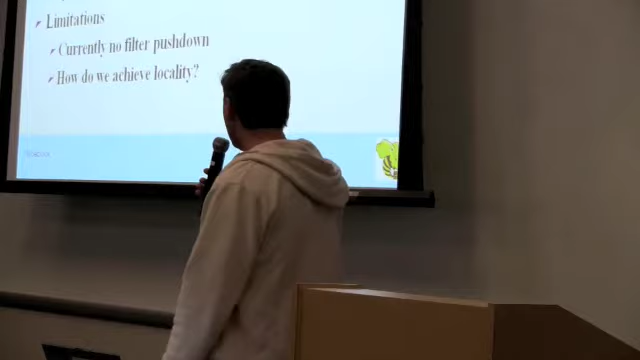 Limitations
Currently no filter pushdown
How do we achieve locality?